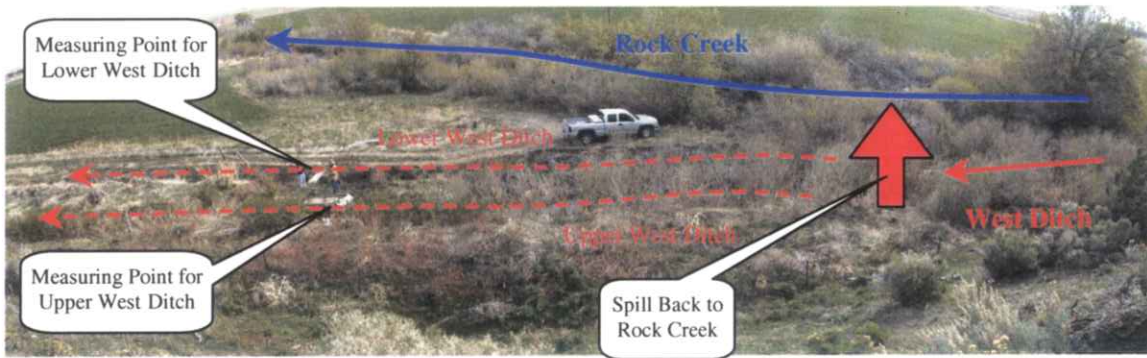 Measuring Point for
Lower West Ditch
Rock Creek
Lower West Ditch
West Ditch
Upper West Ditch
Measuring Point for
Upper West Ditch
Spill Back to
Rock Creek